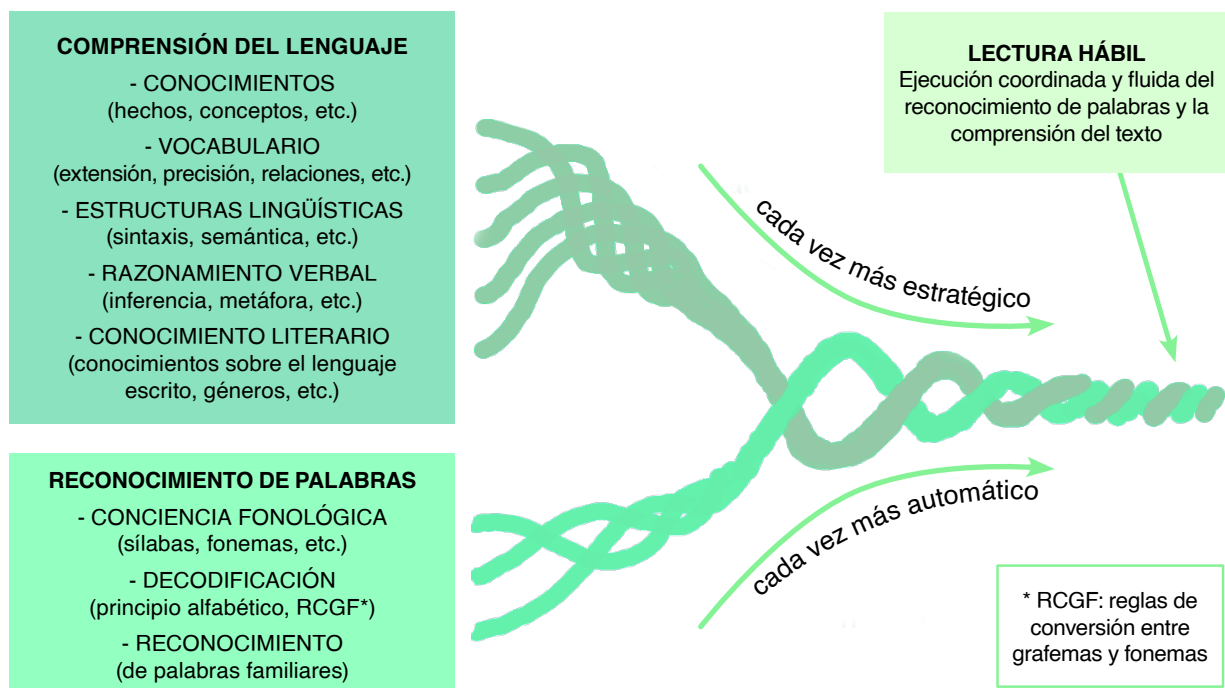 COMPRENSIÓN DEL LENGUAJE
- CONOCIMIENTOS
(hechos, conceptos, etc.)
- VOCABULARIO
(extensión, precisión, relaciones, etc.)
- ESTRUCTURAS LINGÜÍSTICAS
(sintaxis, semántica, etc.)
- RAZONAMIENTO VERBAL
(inferencia, metáfora, etc.)
- CONOCIMIENTO LITERARIO
(conocimientos sobre el lenguaje
escrito, géneros, etc.)
RECONOCIMIENTO DE PALABRAS
- CONCIENCIA FONOLÓGICA
(sílabas, fonemas, etc.)
- DECODIFICACIÓN
(principio alfabético, RCGF*)
- RECONOCIMIENTO
(de palabras familiares)
cada vez más estratégico
cada vez más automático
LECTURA HÁBIL
Ejecución coordinada y fluida del
reconocimiento de palabras y la
comprensión del texto
* RCGF: reglas de
conversión entre
grafemas y fonemas